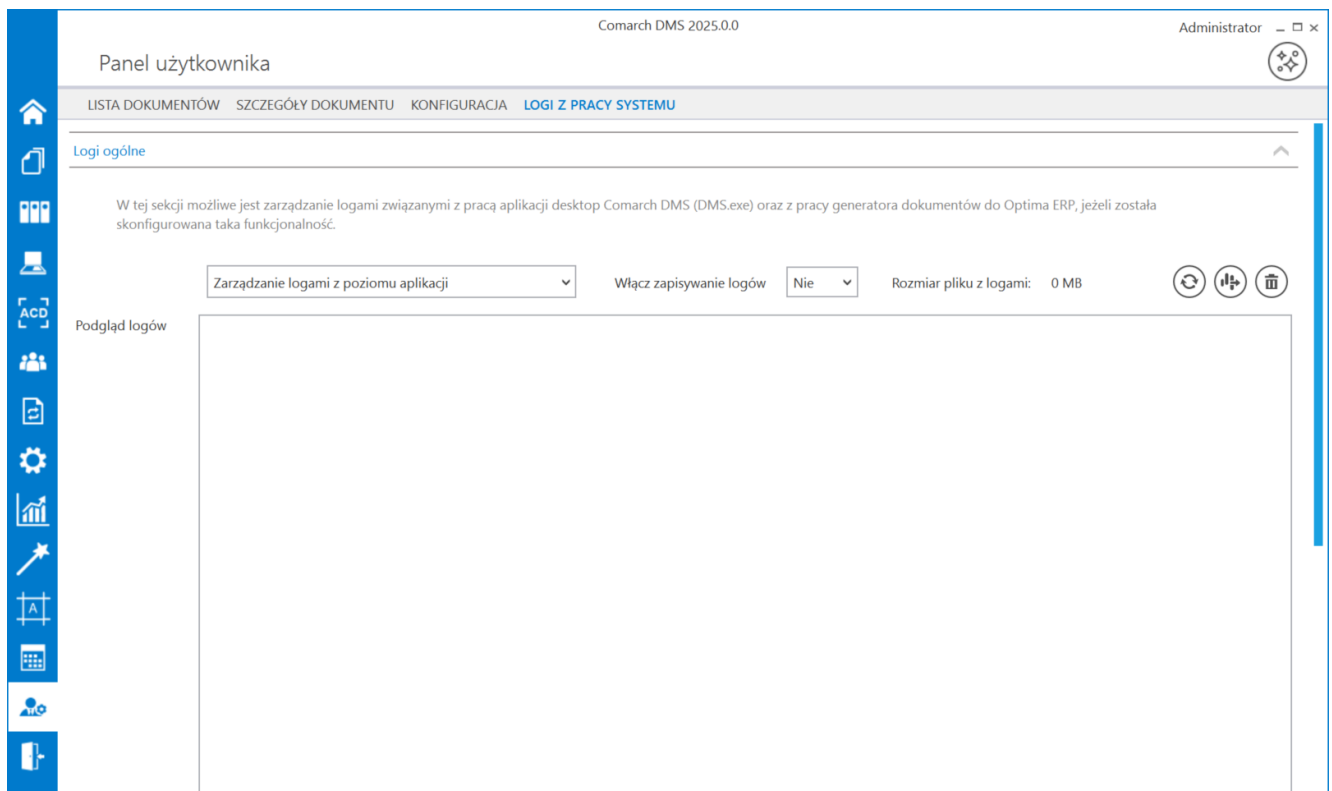 Comarch DMS 2025.0.0
Administrator
Panel użytkownika
LISTA DOKUMENTÓW SZCZEGÓŁY DOKUMENTU KONFIGURACJA LOGI Z PRACY SYSTEMU
Logi ogólne
W tej sekcji możliwe jest zarządzanie logami związanymi z pracą aplikacji desktop Comarch DMS (DMS.exe) oraz z pracy generatora dokumentów do Optima ERP, jeżeli została
skonfigurowana taka funkcjonalność.
Zarządzanie logami z poziomu aplikacji Włącz zapisywanie logów Nie Rozmiar pliku z logami: 0 MB
ACD
Podgląd logów
A